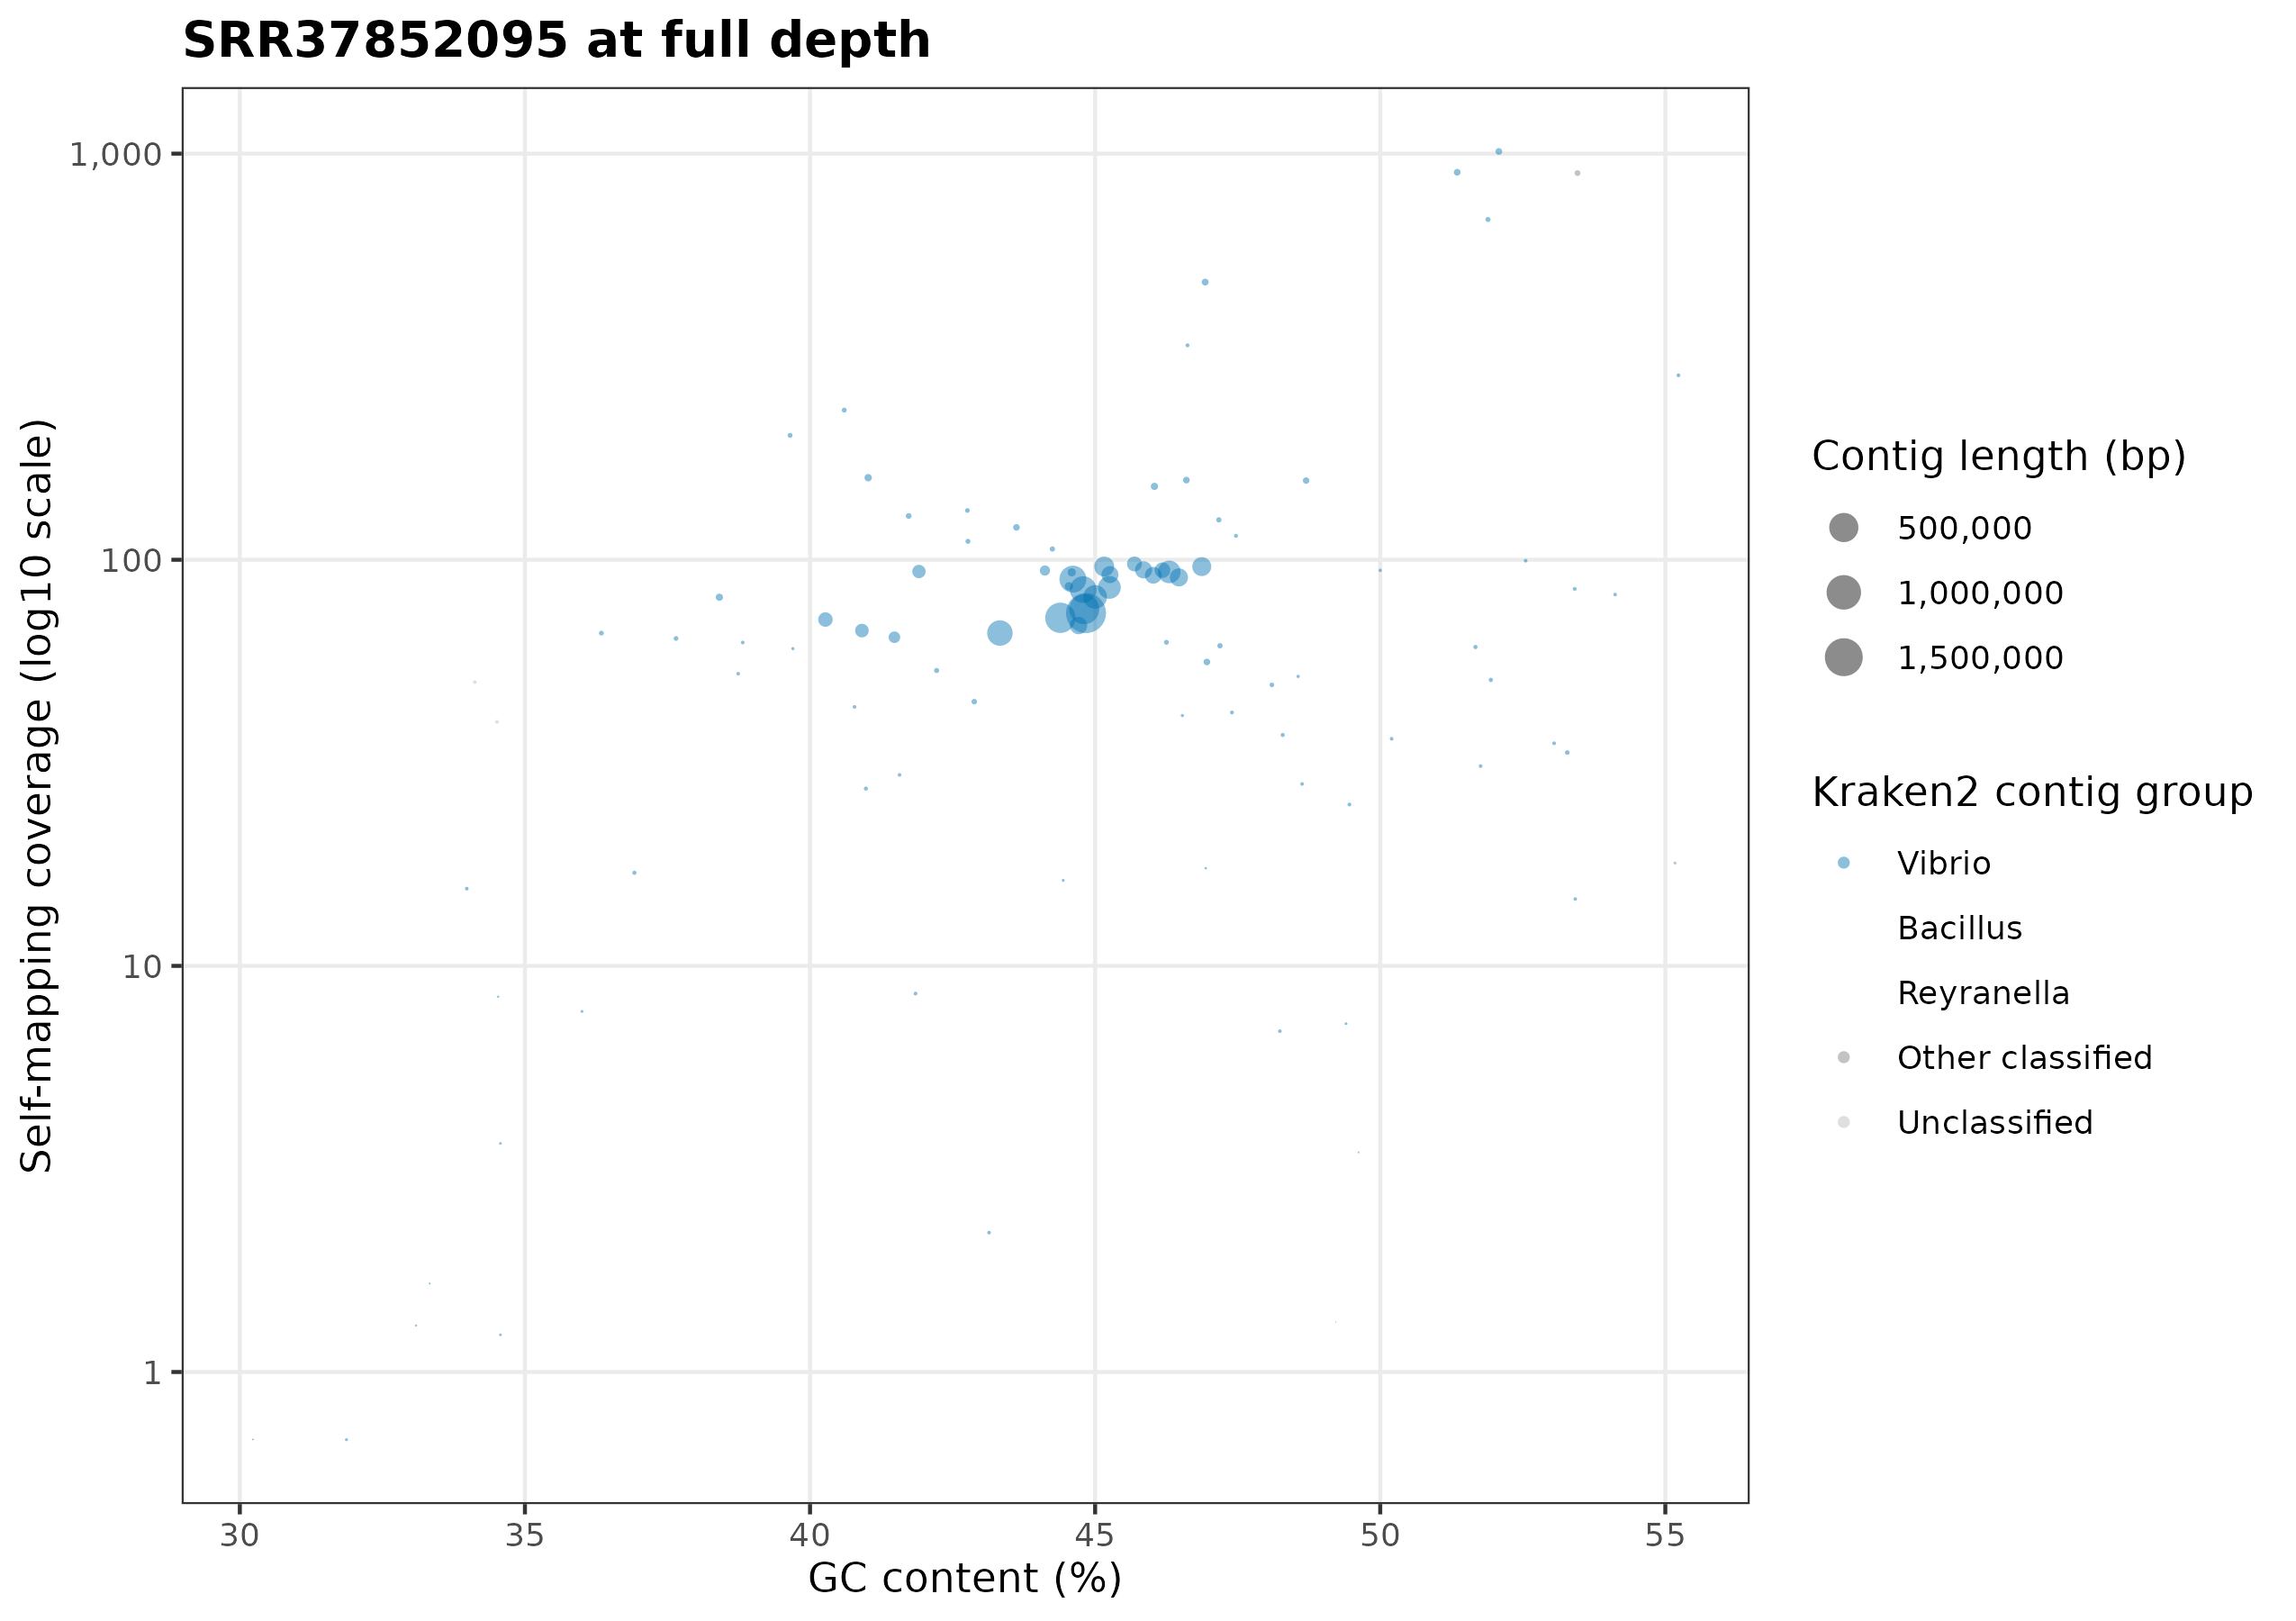 SRR37852095 at full depth
Self-mapping coverage (log10 scale)
1,000
100
10
1
30 35 40 45 50 55
GC content (%)
Contig length (bp)
500,000
1,000,000
1,500,000
Kraken2 contig group
Vibrio
Bacillus
Reyranella
Other classified
Unclassified